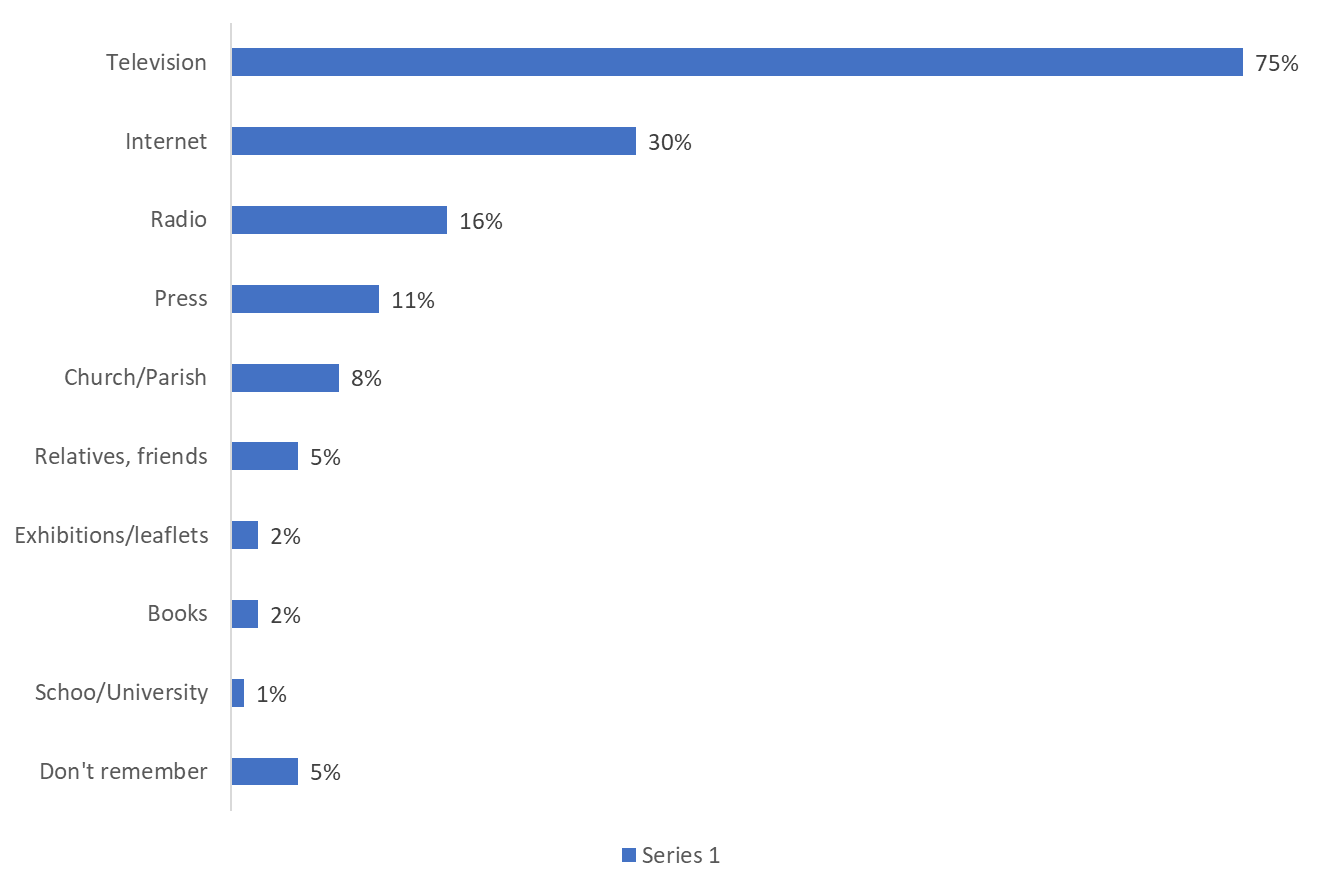 Television 75%
Internet 30%
Radio 16%
Press 11%
Church/Parish 8%
Relatives, friends 5%
Exhibitions/leaflets 2%
Books 2%
Schoo/University 1%
Don't remember 5%
Series 1